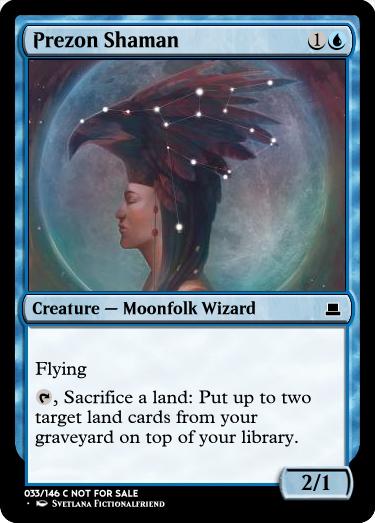 Prezon Shaman 1
Creature — Moonfolk Wizard
Flying
, Sacrifice a land: Put up to two
target land cards from your
graveyard on top of your library.
2/1
033/146 C NOT FOR SALE
Svetlana Fictionalfriend